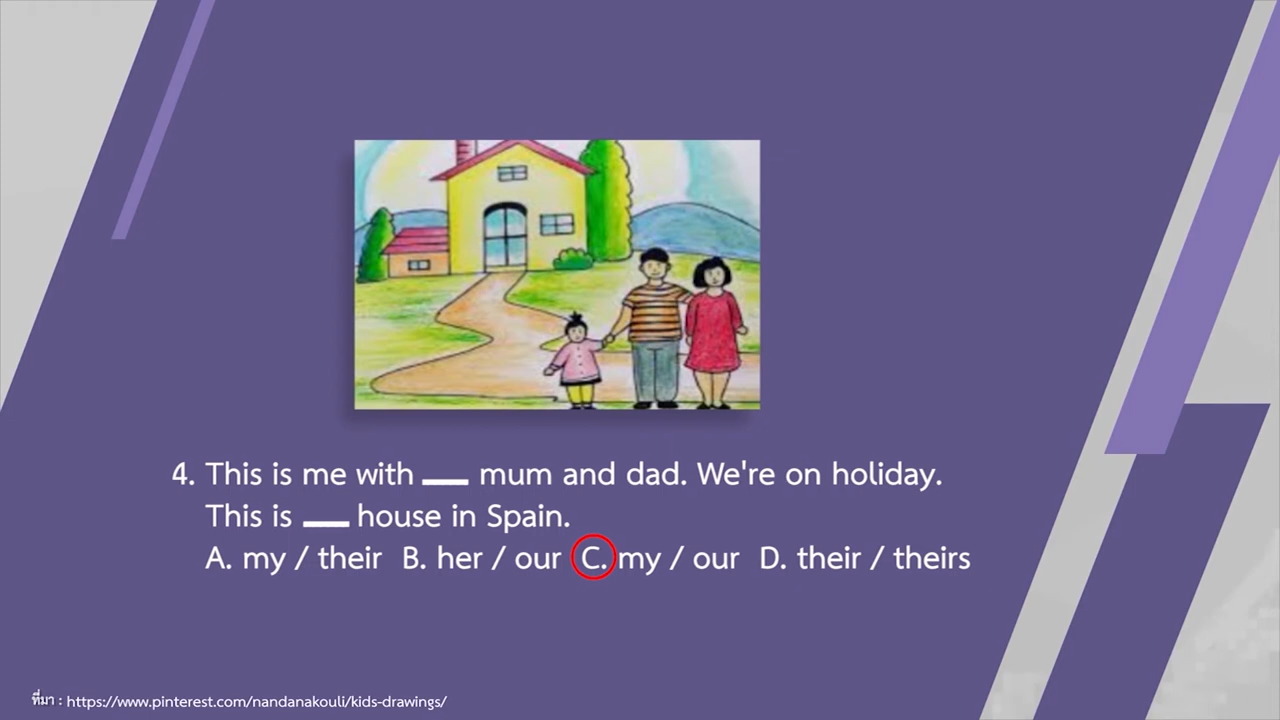 4. This is me with ___ mum and dad. We're on holiday.
This is ___ house in Spain.
A. my / their B. her / our C. my / our D. their / theirs
ที่มา : https://www.pinterest.com/nandanakouli/kids-drawings/